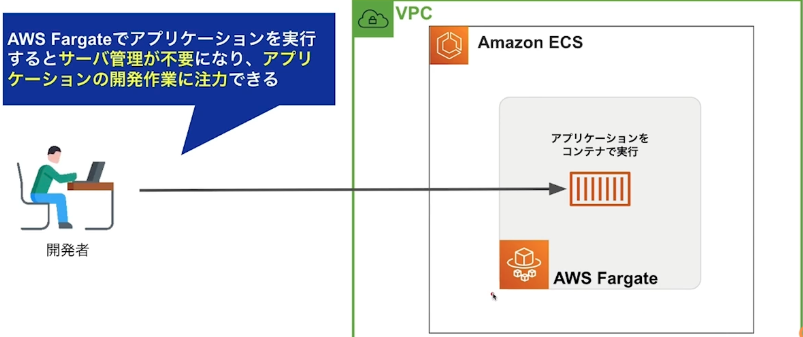 AWS Fargateでアプリケーションを実行
するとサーバ管理が不要になり、アプリ
ケーションの開発作業に注力できる
開発者
VPC
Amazon ECS
アプリケーションを
コンテナで実行
AWS Fargate